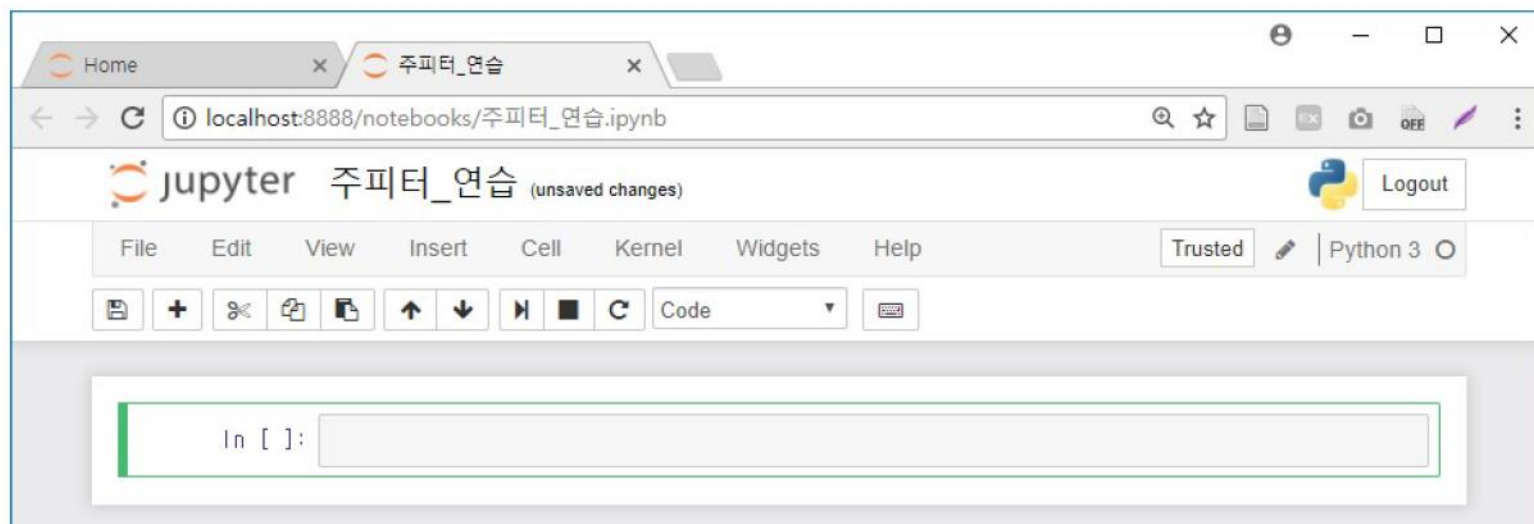 Home 주피터_연습
localhost:8888/notebooks/주피터_연습.ipynb OFF
jupyter 주피터_연습 (unsaved changes) Logout
File Edit View Insert Cell Kernel Widgets Help Trusted Python 3
Code
In [ ]: